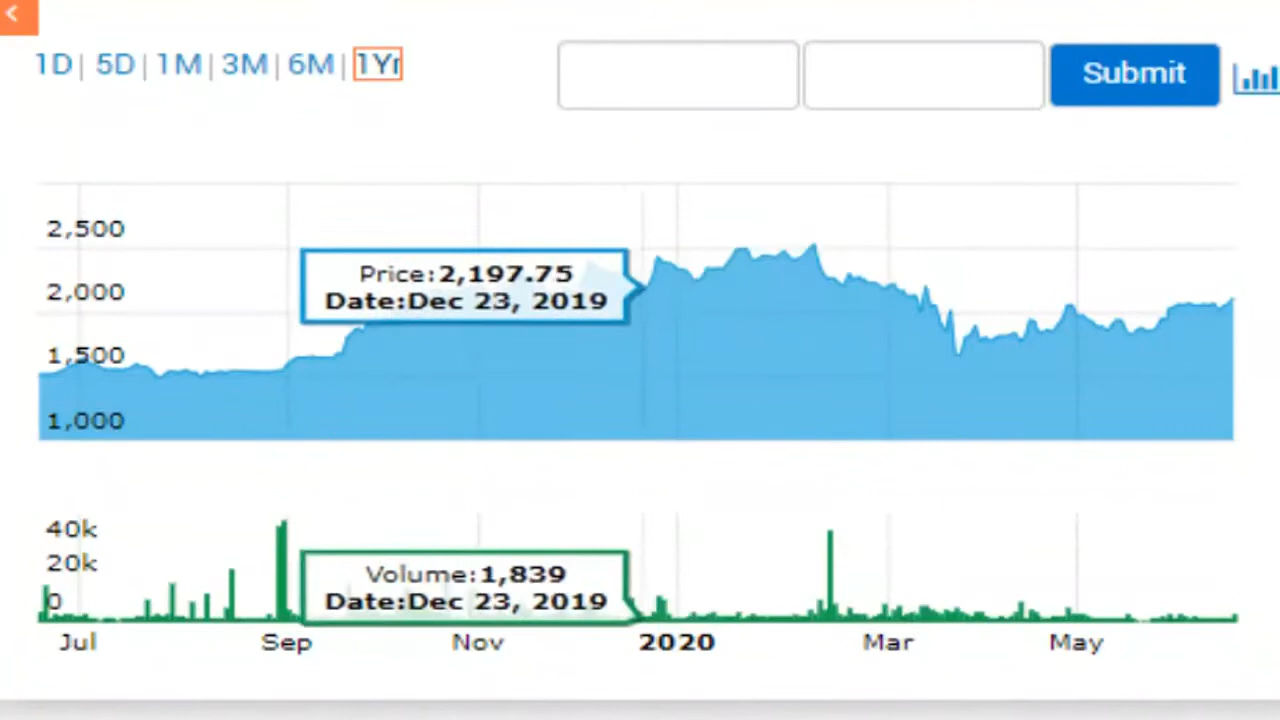 1D | 5D | 1M | 3M | 6M | 1Yr
Submit
2,500
2,000
1,500
1,000
Price:2,197.75
Date:Dec 23, 2019
40k
20k
0
Volume:1,839
Date:Dec 23, 2019
Jul Sep Nov 2020 Mar May